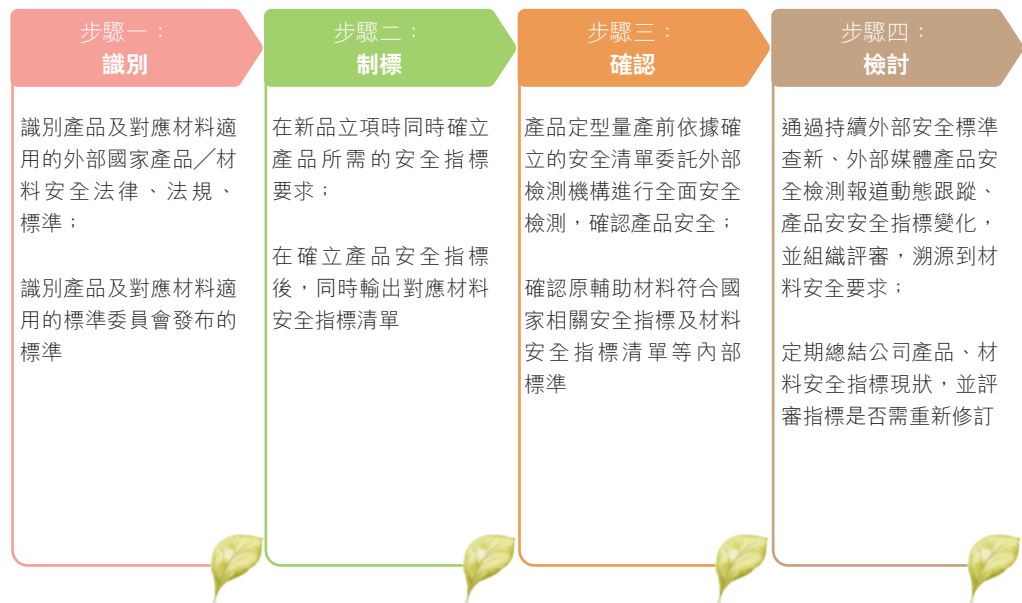 步驟一：
識別
識別產品及對應材料適
用的外部國家產品／材
料安全法律、法規、
標準；
識別產品及對應材料適
用的標準委員會發布的
標準
步驟二：
制標
在新品立項時同時確立
產品所需的安全指標
要求；
在確立產品安全指標
後，同時輸出對應材料
安全指標清單
步驟三：
確認
產品定型量產前依據確
立的安全清單委託外部
檢測機構進行全面安全
檢測，確認產品安全；
確認原輔助材料符合國
家相關安全指標及材料
安全指標清單等內部
標準
步驟四：
檢討
通過持續外部安全標準
查新、外部媒體產品安
全檢測報道動態跟蹤、
產品安安全指標變化，
並組織評審，溯源到材
料安全要求；
定期總結公司產品、材
料安全指標現狀，並評
審指標是否需重新修訂